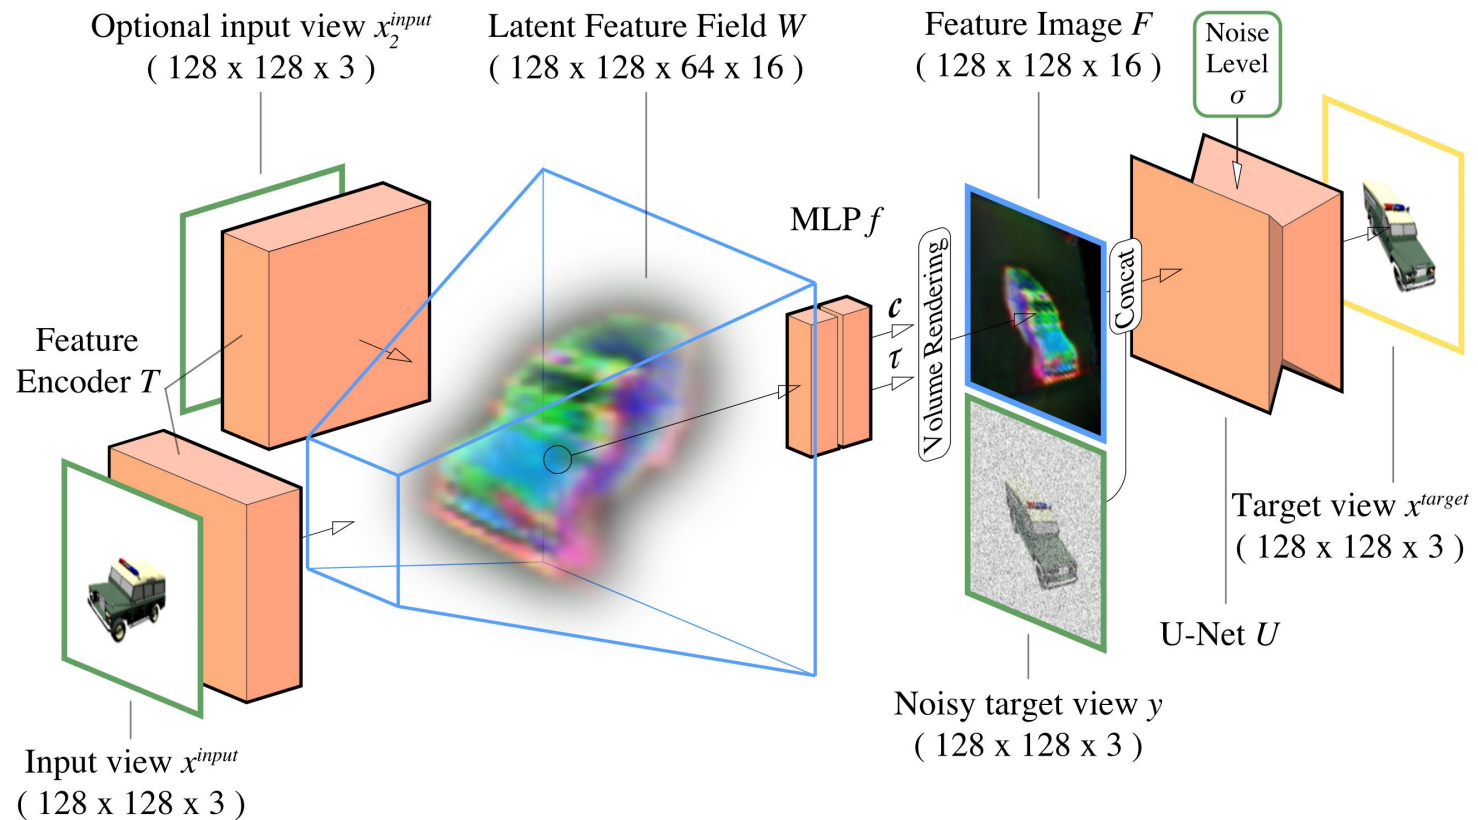 Optional input view x₂^input
( 128 x 128 x 3 )
Latent Feature Field W
( 128 x 128 x 64 x 16 )
Feature Image F
( 128 x 128 x 16 )
Noise
Level
σ
MLP f
c
τ
Volume Rendering
Concat
Feature
Encoder T
Target view x^target
( 128 x 128 x 3 )
U-Net U
Noisy target view y
( 128 x 128 x 3 )
Input view x^input
( 128 x 128 x 3 )